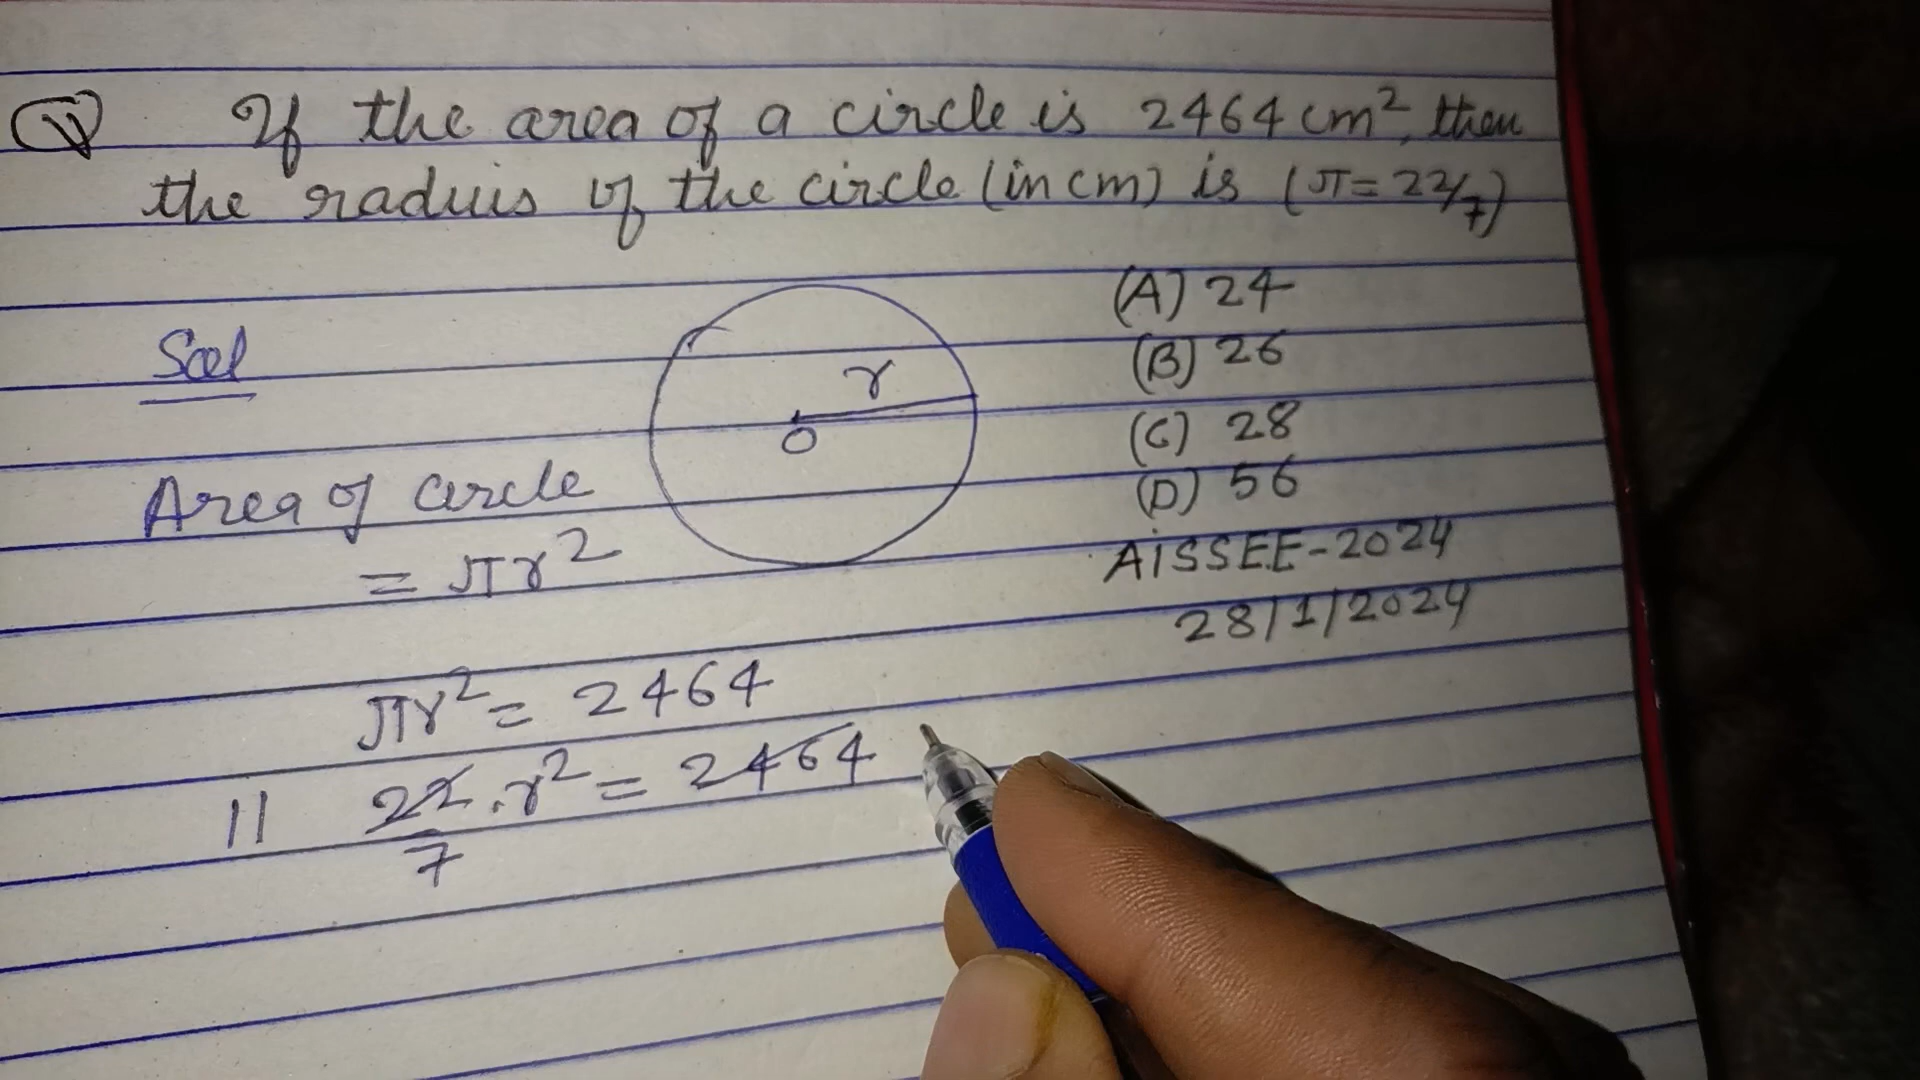 Q If the area of a circle is 2464 cm², then
the raduis of the circle (in cm) is (π = 22/7)
(A) 24
(B) 26
(C) 28
(D) 56
AiSSEE-2024
28/1/2024
Sol
r
O
Area of circle
= πr²
πr² = 2464
11 22/7 . r² = 2464